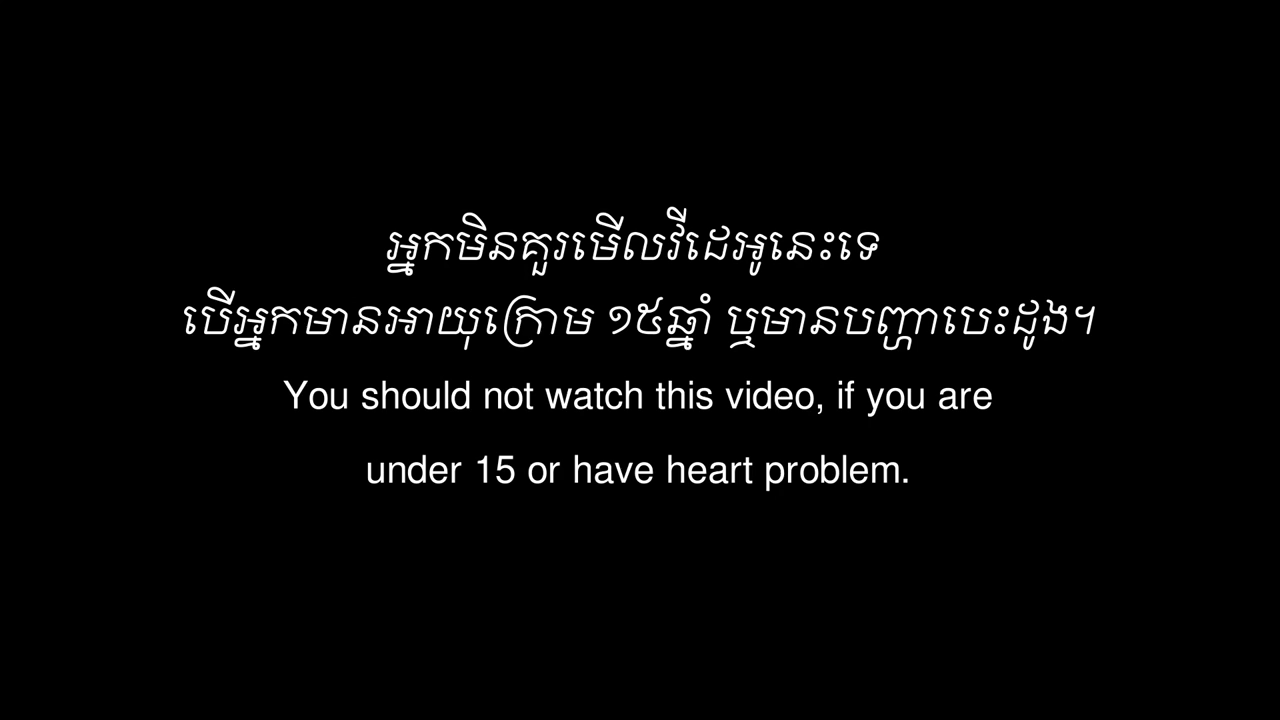 អ្នកមិនគួរមើលវីដេអូនេះទេ
បើអ្នកមានអាយុក្រោម ១៥ឆ្នាំ ឬមានបញ្ហាបេះដូង។
You should not watch this video, if you are
under 15 or have heart problem.